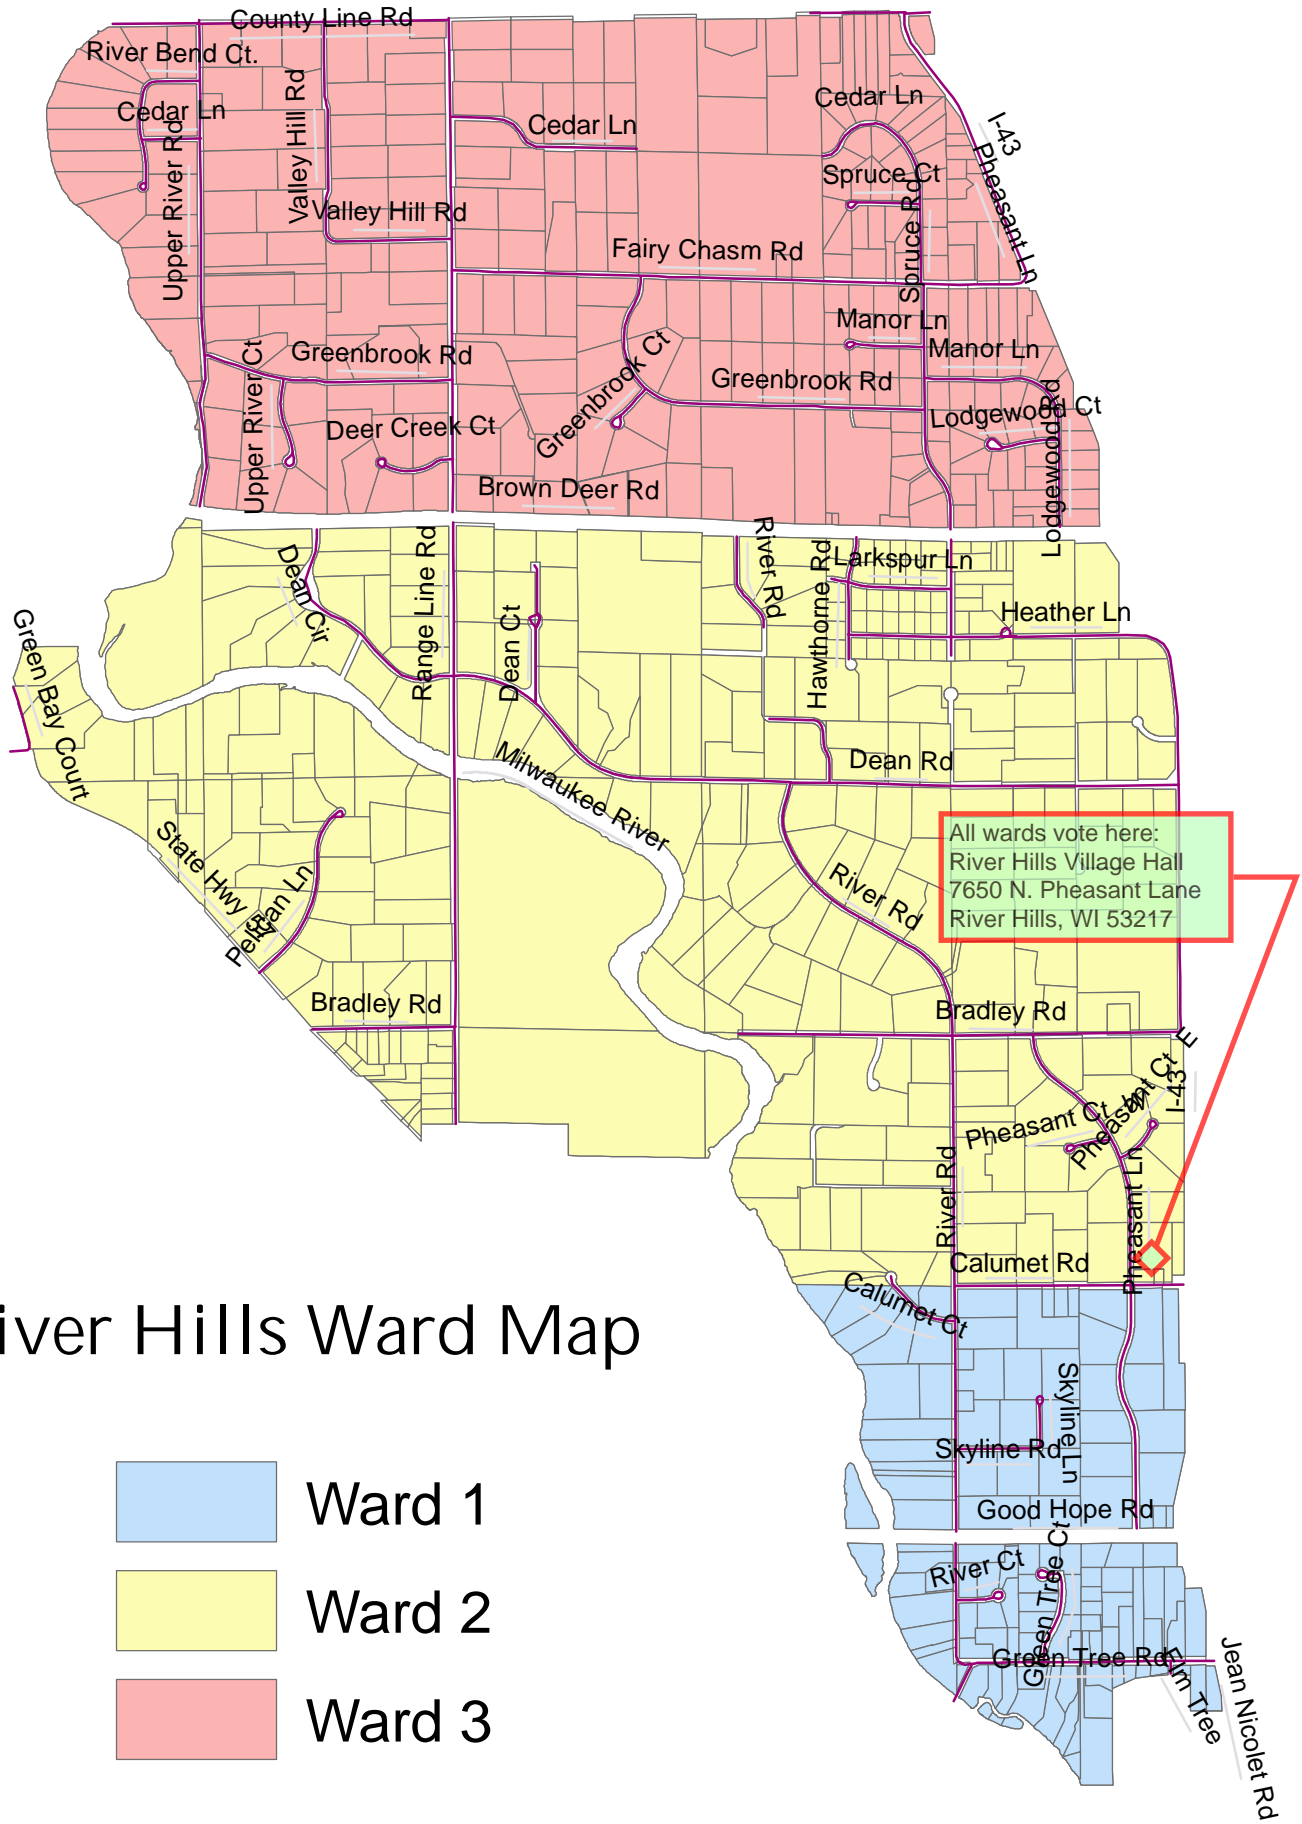 County Line Rd
River Bend Ct.
Cedar Ln
Upper River Rd
Valley Hill Rd
Valley Hill Rd
Cedar Ln
Cedar Ln
I-43
Pheasant Ln
Spruce Ct
Spruce Rd
Fairy Chasm Rd
Manor Ln
Manor Ln
Greenbrook Rd
Upper River Ct
Greenbrook Ct
Greenbrook Rd
Deer Creek Ct
Lodgewood Ct
Lodgewood Rd
Brown Deer Rd
Dean Cir
Range Line Rd
Dean Ct
River Rd
Hawthorne Rd
Larkspur Ln
Heather Ln
Green Bay Court
Dean Rd
Milwaukee River
State Hwy 57
Pelican Ln
All wards vote here:
River Hills Village Hall
7650 N. Pheasant Lane
River Hills, WI 53217
River Rd
Bradley Rd
Bradley Rd
Pheasant Ct W
Pheasant Ct E
I-43
River Rd
Pheasant Ln
Calumet Rd
Calumet Ct
iver Hills Ward Map
Skyline Ln
Skyline Rd
Ward 1
Good Hope Rd
River Ct
Green Tree Ct
Ward 2
Green Tree Rd
Elm Tree
Jean Nicolet Rd
Ward 3